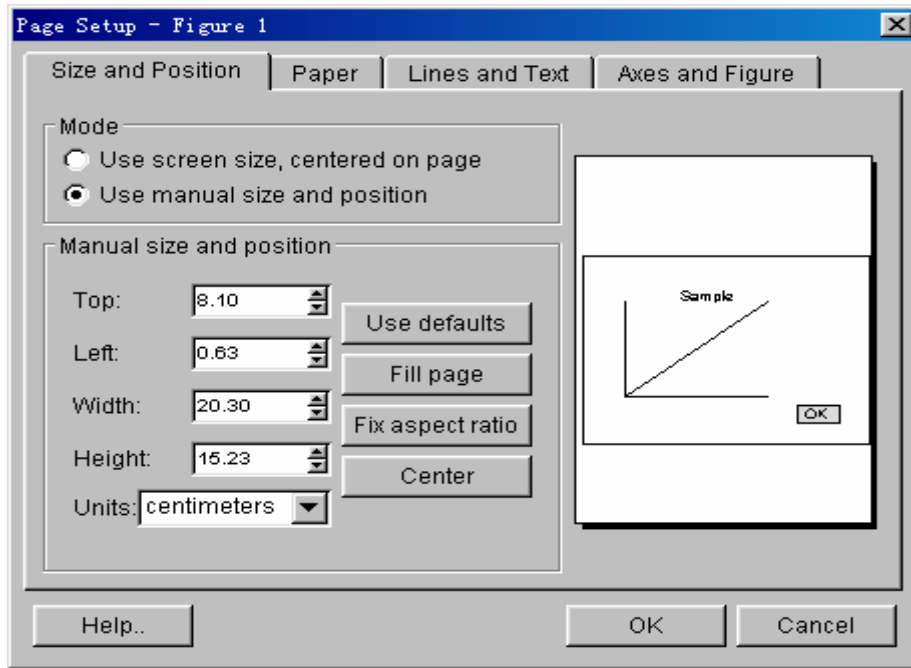 Page Setup - Figure 1
Size and Position Paper Lines and Text Axes and Figure
Mode
Use screen size, centered on page
Use manual size and position
Manual size and position
Top: 8.10
Left: 0.63
Width: 20.30
Height: 15.23
Units: centimeters
Use defaults
Fill page
Fix aspect ratio
Center
Sample
OK
Help..
OK
Cancel